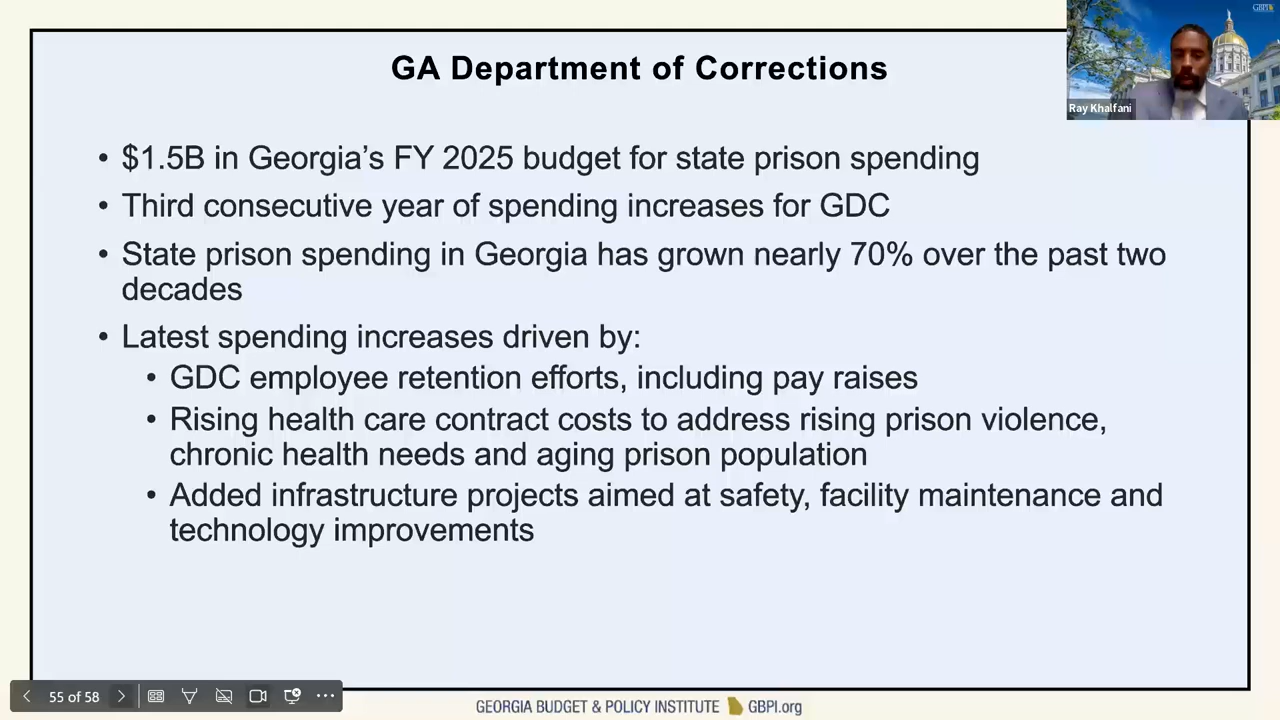 GBPI
GA Department of Corrections
Ray Khalfani
• $1.5B in Georgia’s FY 2025 budget for state prison spending
• Third consecutive year of spending increases for GDC
• State prison spending in Georgia has grown nearly 70% over the past two
decades
• Latest spending increases driven by:
• GDC employee retention efforts, including pay raises
• Rising health care contract costs to address rising prison violence,
chronic health needs and aging prison population
• Added infrastructure projects aimed at safety, facility maintenance and
technology improvements
55 of 58
GEORGIA BUDGET & POLICY INSTITUTE GBPI.org